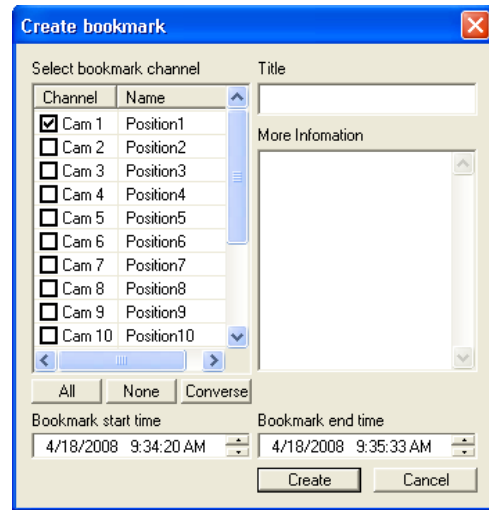 Create bookmark
Select bookmark channel
Channel Name
Cam 1 Position1
Cam 2 Position2
Cam 3 Position3
Cam 4 Position4
Cam 5 Position5
Cam 6 Position6
Cam 7 Position7
Cam 8 Position8
Cam 9 Position9
Cam 10 Position10
All None Converse
Title
More Infomation
Bookmark start time
4/18/2008 9:34:20 AM
Bookmark end time
4/18/2008 9:35:33 AM
Create Cancel